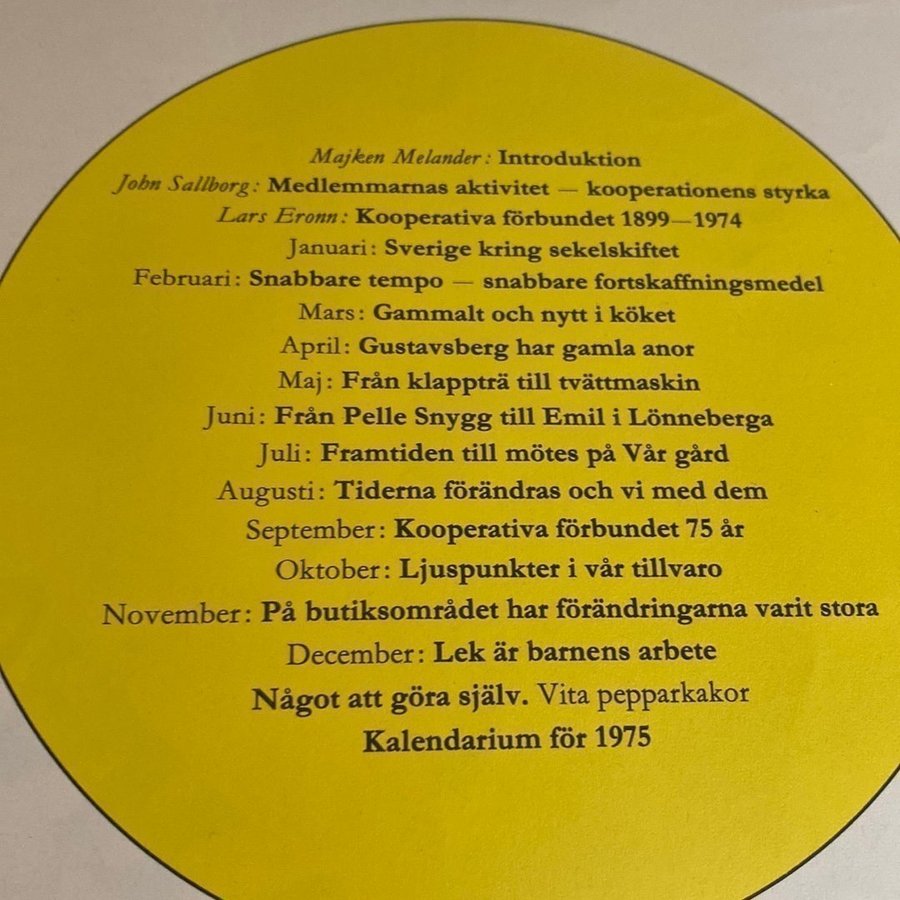 Majken Melander: Introduktion
John Sallborg: Medlemmarnas aktivitet — kooperationens styrka
Lars Eronn: Kooperativa förbundet 1899—1974
Januari: Sverige kring sekelskiftet
Februari: Snabbare tempo — snabbare fortskaffningsmedel
Mars: Gammalt och nytt i köket
April: Gustavsberg har gamla anor
Maj: Från klappträ till tvättmaskin
Juni: Från Pelle Snygg till Emil i Lönneberga
Juli: Framtiden till mötes på Vår gård
Augusti: Tiderna förändras och vi med dem
September: Kooperativa förbundet 75 år
Oktober: Ljuspunkter i vår tillvaro
November: På butiksområdet har förändringarna varit stora
December: Lek är barnens arbete
Något att göra själv. Vita pepparkakor
Kalendarium för 1975